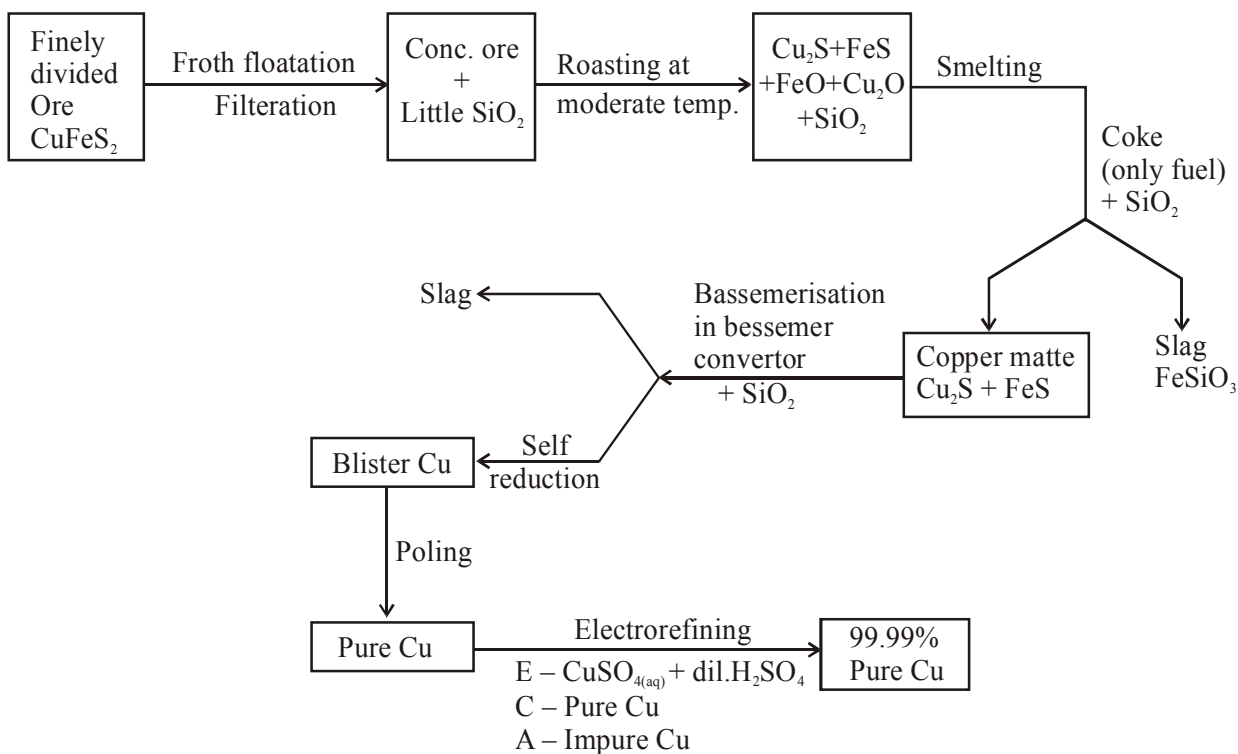 Finely
divided
Ore
CuFeS₂
Froth floatation
Filteration
Conc. ore
+
Little SiO₂
Roasting at
moderate temp.
Cu₂S+FeS
+FeO+Cu₂O
+SiO₂
Smelting
Coke
(only fuel)
+ SiO₂
Slag
FeSiO₃
Copper matte
Cu₂S + FeS
Bassemerisation
in bessemer
convertor
+ SiO₂
Slag
Self
reduction
Blister Cu
Poling
Pure Cu
Electrorefining
E – CuSO₄₍aq₎ + dil.H₂SO₄
C – Pure Cu
A – Impure Cu
99.99%
Pure Cu